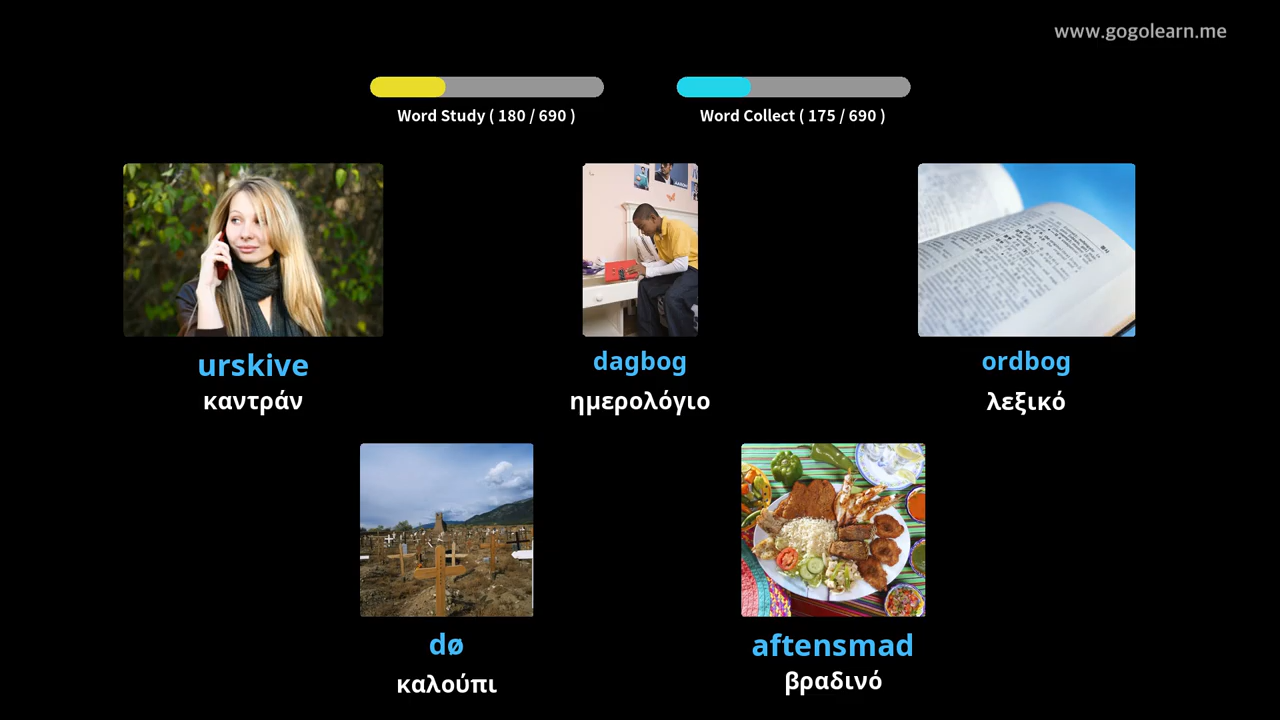 www.gogolearn.me
Word Study ( 180 / 690 )
Word Collect ( 175 / 690 )
urskive
καντράν
dagbog
ημερολόγιο
ordbog
λεξικό
dø
καλούπι
aftensmad
βραδινό